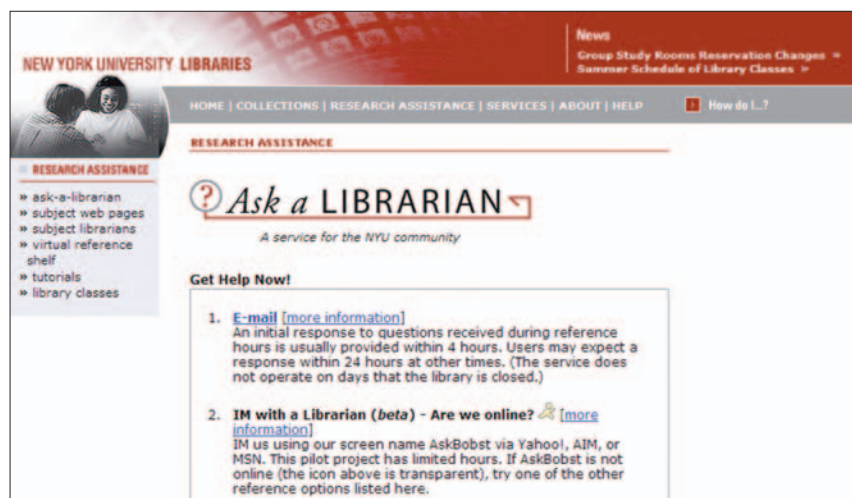 News
Group Study Rooms Reservation Changes »
Summer Schedule of Library Classes »
NEW YORK UNIVERSITY LIBRARIES
HOME | COLLECTIONS | RESEARCH ASSISTANCE | SERVICES | ABOUT | HELP
How do I...?
RESEARCH ASSISTANCE
» ask-a-librarian
» subject web pages
» subject librarians
» virtual reference
shelf
» tutorials
» library classes
RESEARCH ASSISTANCE
? Ask a LIBRARIAN
A service for the NYU community
Get Help Now!
1. E-mail [more information]
An initial response to questions received during reference
hours is usually provided within 4 hours. Users may expect a
response within 24 hours at other times. (The service does
not operate on days that the library is closed.)
2. IM with a Librarian (beta) - Are we online? [more
information]
IM us using our screen name AskBobst via Yahoo!, AIM, or
MSN. This pilot project has limited hours. If AskBobst is not
online (the icon above is transparent), try one of the other
reference options listed here.